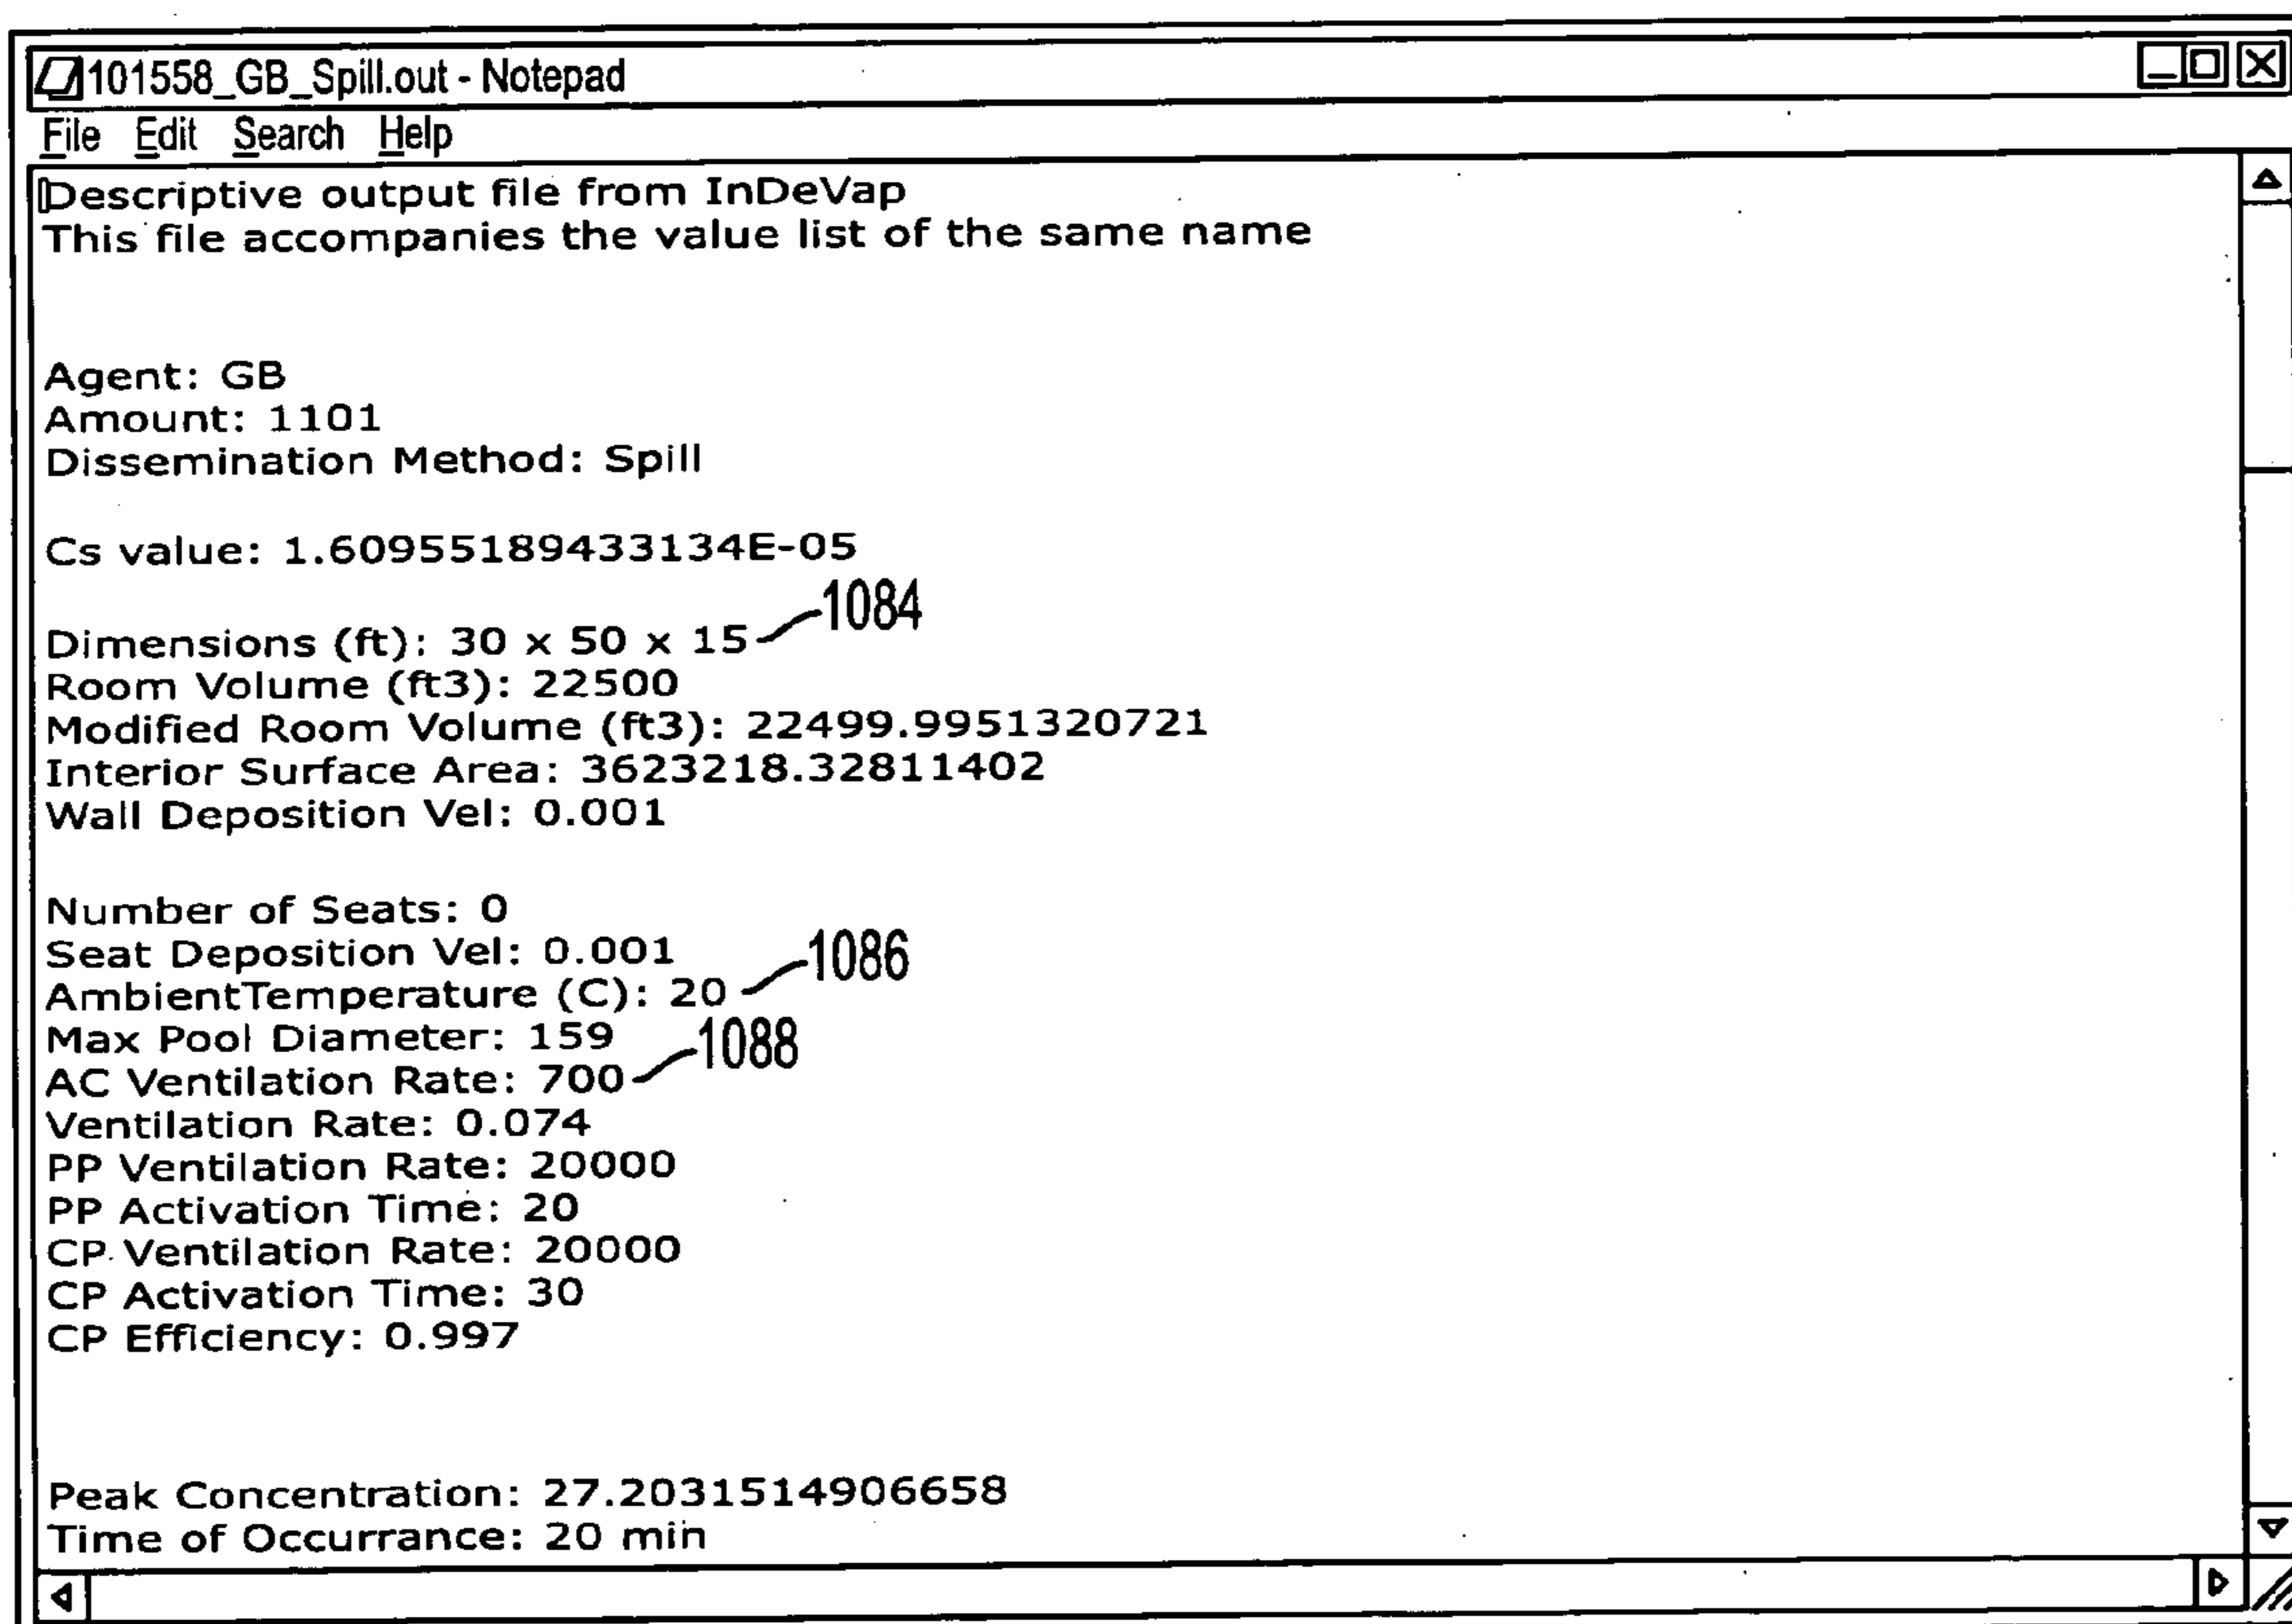 101558_GB_Spill.out - Notepad
File Edit Search Help
Descriptive output file from InDeVap
This file accompanies the value list of the same name
Agent: GB
Amount: 1101
Dissemination Method: Spill
Cs value: 1.60955189433134E-05
Dimensions (ft): 30 x 50 x 15 1084
Room Volume (ft3): 22500
Modified Room Volume (ft3): 22499.9951320721
Interior Surface Area: 3623218.32811402
Wall Deposition Vel: 0.001
Number of Seats: 0
Seat Deposition Vel: 0.001
AmbientTemperature (C): 20 1086
Max Pool Diameter: 159
AC Ventilation Rate: 700 1088
Ventilation Rate: 0.074
PP Ventilation Rate: 20000
PP Activation Time: 20
CP Ventilation Rate: 20000
CP Activation Time: 30
CP Efficiency: 0.997
Peak Concentration: 27.2031514906658
Time of Occurrance: 20 min